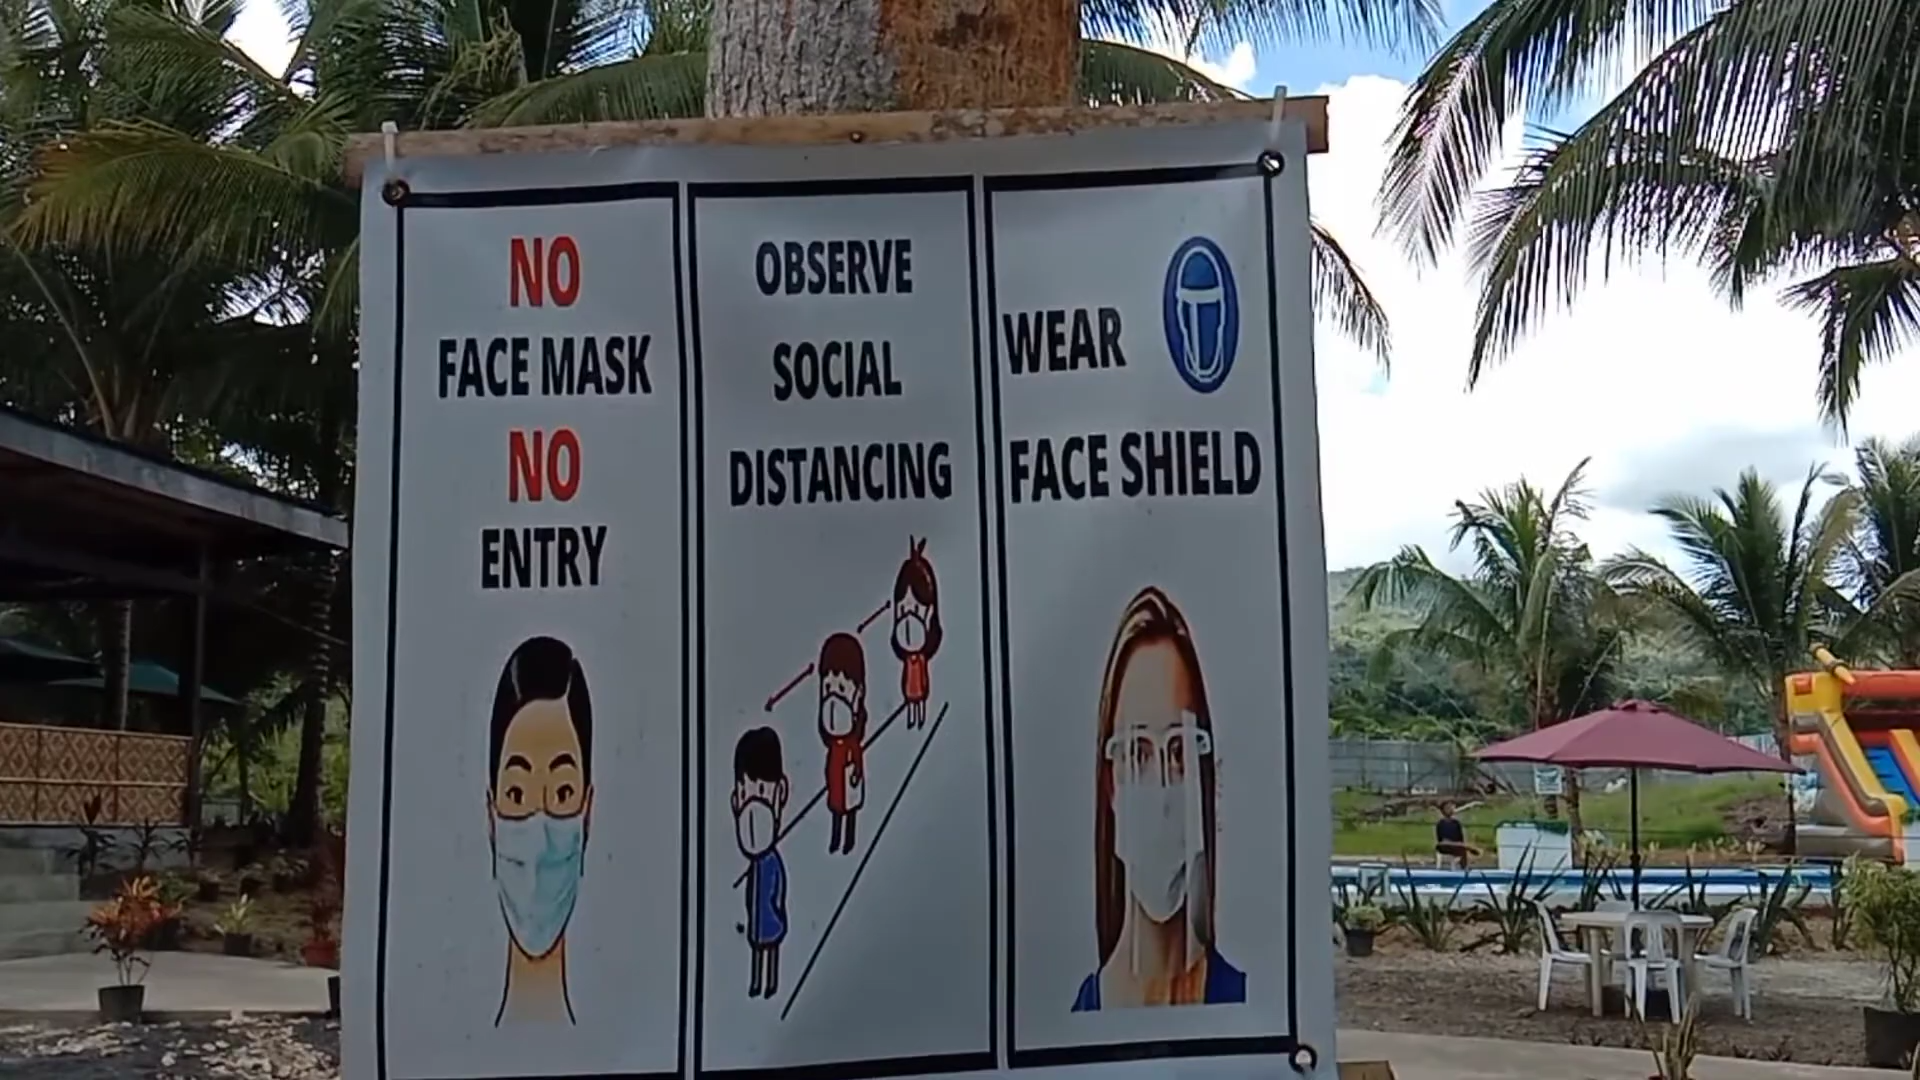 NO
FACE MASK
NO
ENTRY
OBSERVE
SOCIAL
DISTANCING
WEAR
FACE SHIELD